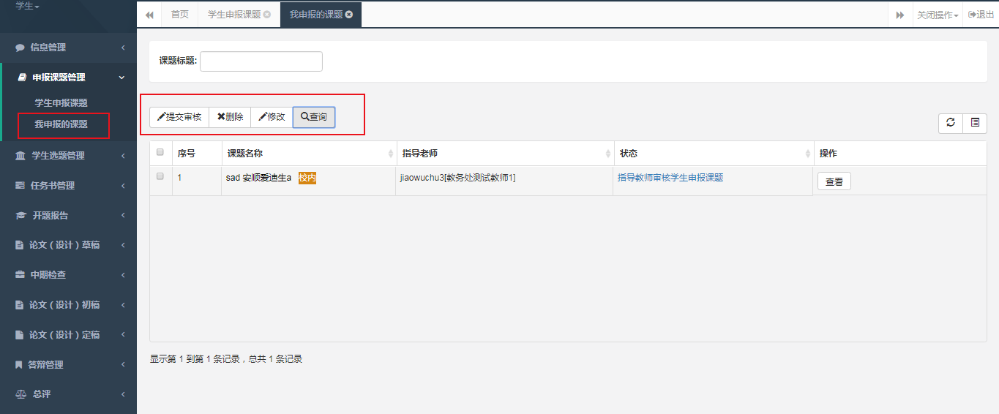 学生
首页 学生申报课题 我申报的课题 关闭操作 退出
信息管理
申报课题管理
学生申报课题
我申报的课题
学生选题管理
任务书管理
开题报告
论文（设计）草稿
中期检查
论文（设计）初稿
论文（设计）定稿
答辩管理
总评
课题标题:
提交审核 删除 修改 查询
序号 课题名称 指导老师 状态 操作
1 sad 安顺爱迪生a 校内 jiaowuchu3[教务处测试教师1] 指导教师审核学生申报课题 查看
显示第 1 到第 1 条记录，总共 1 条记录